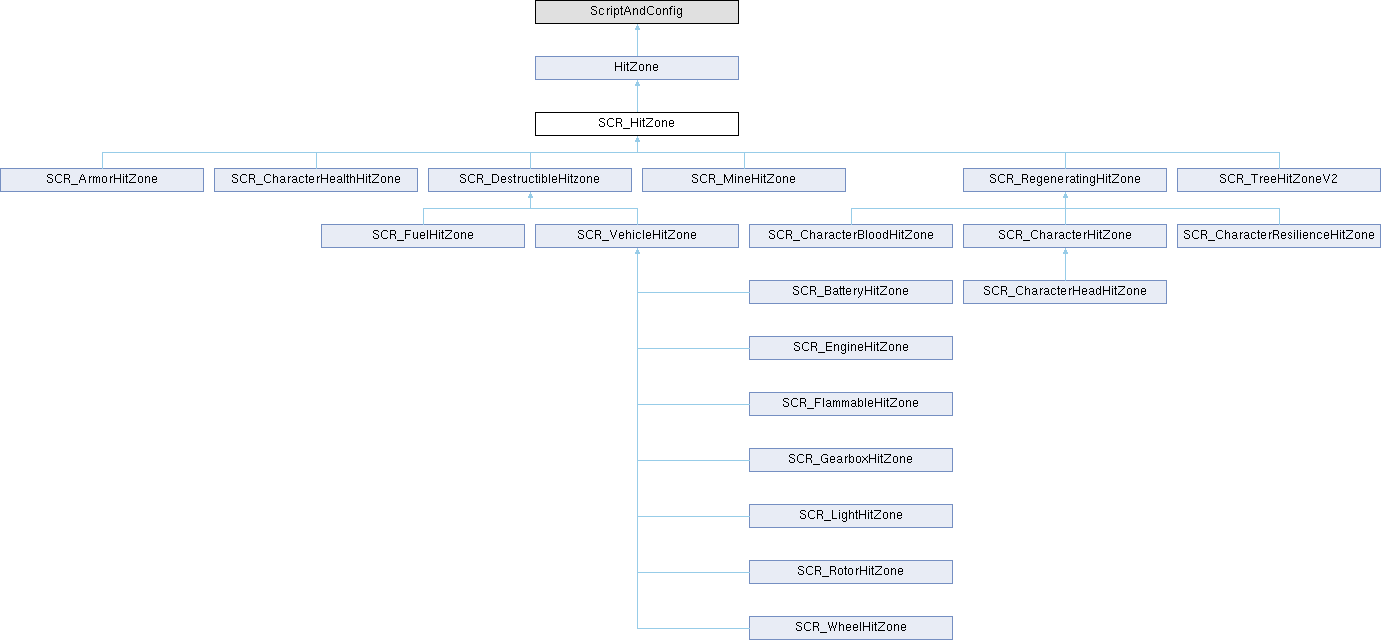 ScriptAndConfig
HitZone
SCR_HitZone
SCR_ArmorHitZone
SCR_CharacterHealthHitZone
SCR_DestructibleHitzone
SCR_MineHitZone
SCR_RegeneratingHitZone
SCR_TreeHitZoneV2
SCR_FuelHitZone
SCR_VehicleHitZone
SCR_CharacterBloodHitZone
SCR_CharacterHitZone
SCR_CharacterResilienceHitZone
SCR_BatteryHitZone
SCR_CharacterHeadHitZone
SCR_EngineHitZone
SCR_FlammableHitZone
SCR_GearboxHitZone
SCR_LightHitZone
SCR_RotorHitZone
SCR_WheelHitZone